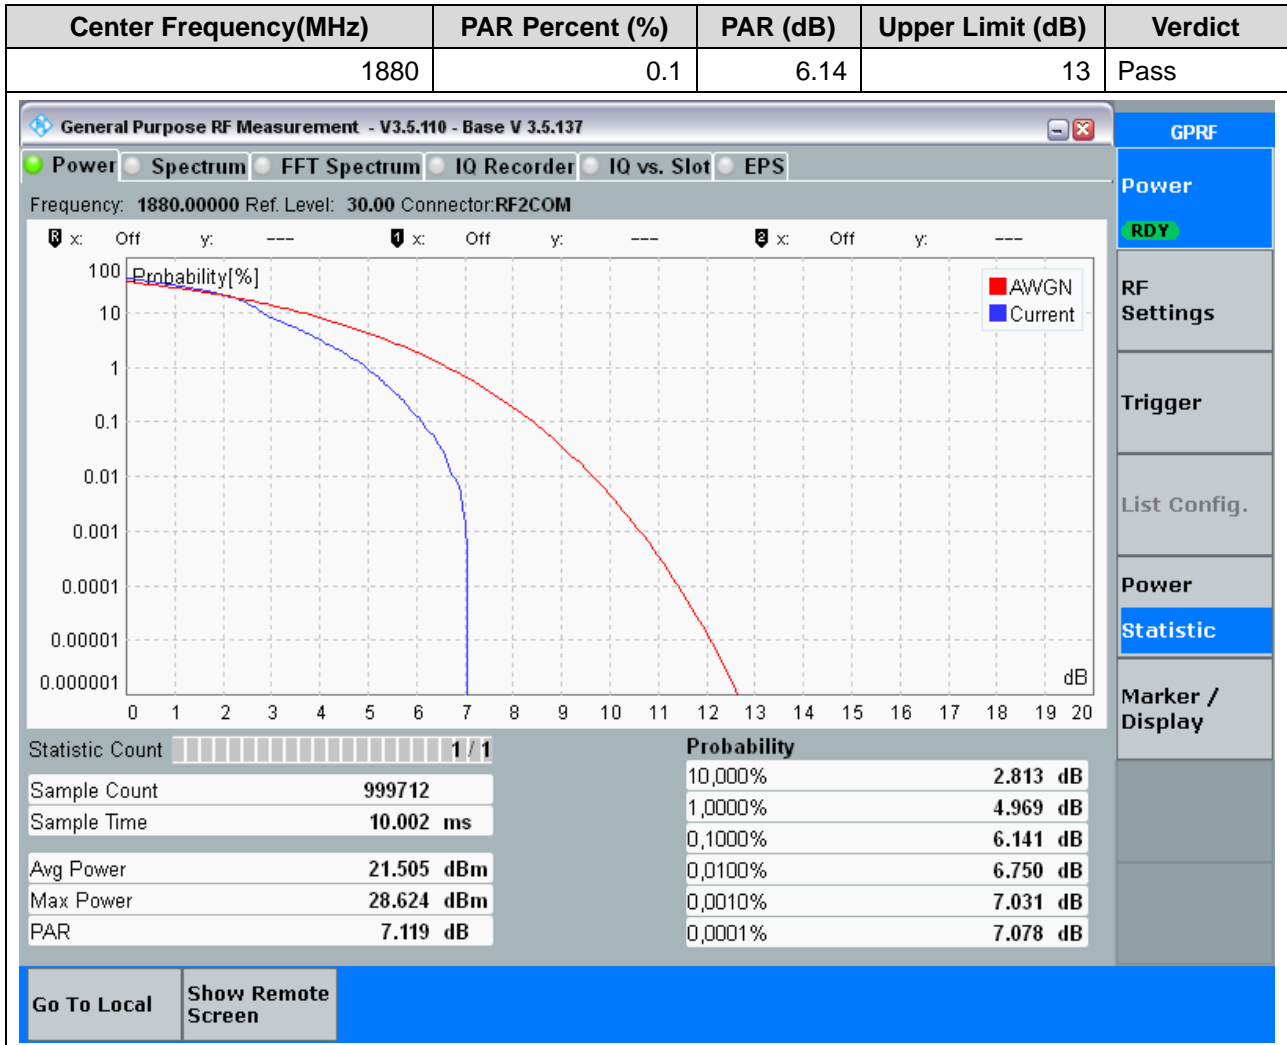 Center Frequency(MHz) PAR Percent (%) PAR (dB) Upper Limit (dB) Verdict
1880 0.1 6.14 13 Pass
General Purpose RF Measurement - V3.5.110 - Base V 3.5.137
GPRF
Power Spectrum FFT Spectrum IQ Recorder IQ vs. Slot EPS
Power
RDY
Frequency: 1880.00000 Ref. Level: 30.00 Connector:RF2COM
R x: Off y: --- 1 x: Off y: --- 2 x: Off y: ---
Probability[%]
AWGN
Current
100
10
1
0.1
0.01
0.001
0.0001
0.00001
0.000001
dB
0 1 2 3 4 5 6 7 8 9 10 11 12 13 14 15 16 17 18 19 20
RF
Settings
Trigger
List Config.
Power
Statistic
Marker /
Display
Statistic Count 1 / 1
Sample Count 999712
Sample Time 10.002 ms
Avg Power 21.505 dBm
Max Power 28.624 dBm
PAR 7.119 dB
Probability
10,000% 2.813 dB
1,0000% 4.969 dB
0,1000% 6.141 dB
0,0100% 6.750 dB
0,0010% 7.031 dB
0,0001% 7.078 dB
Go To Local
Show Remote
Screen